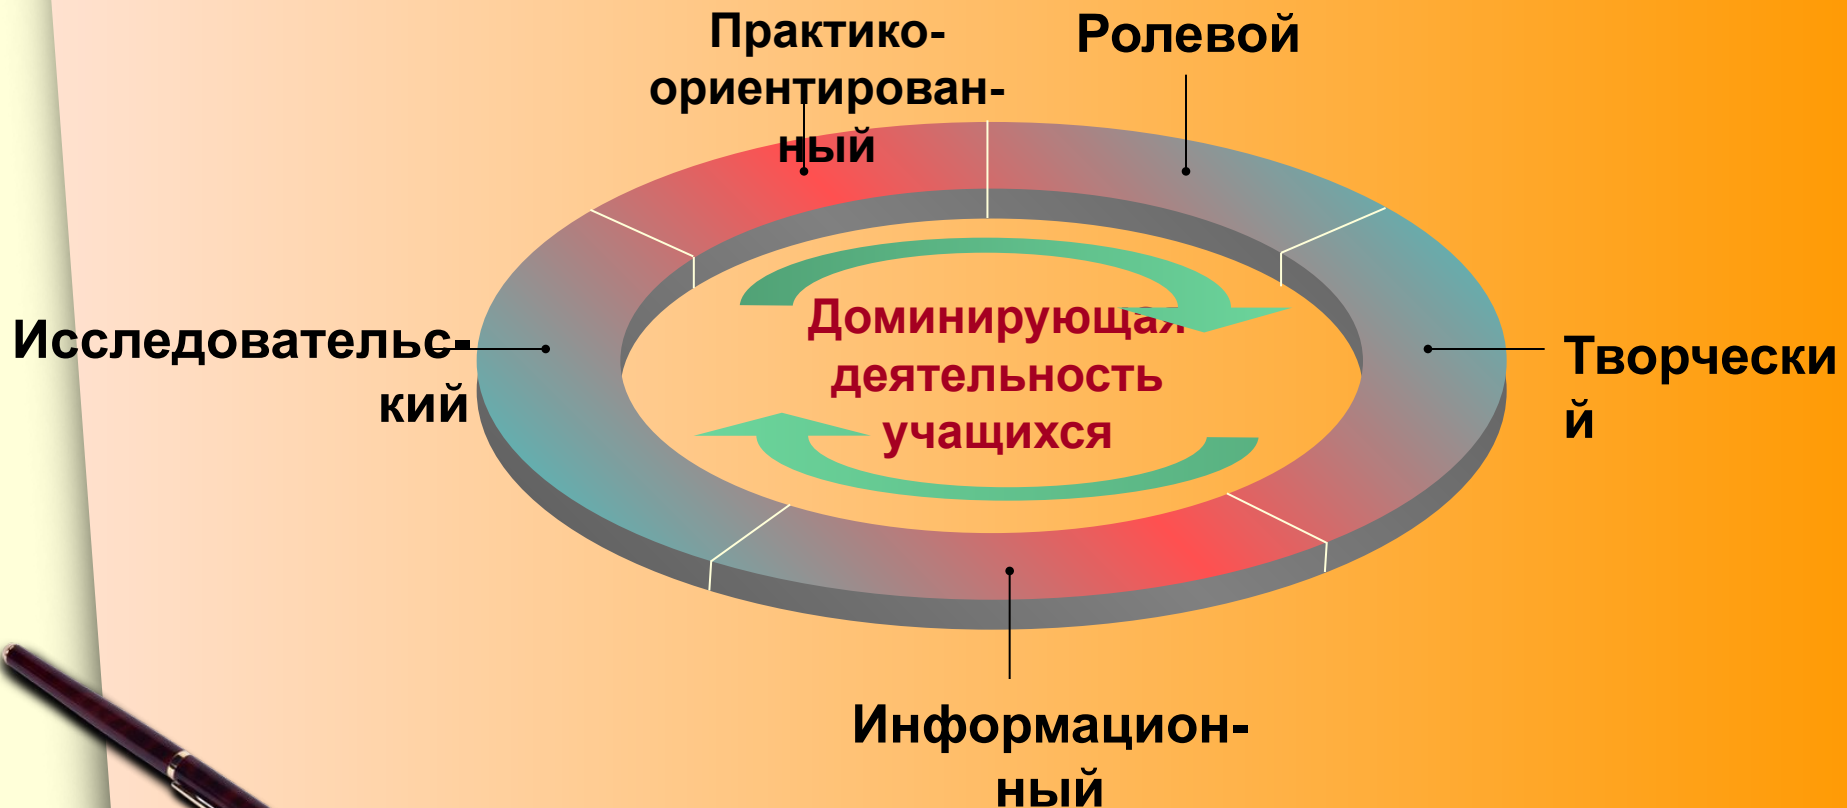 Практико-
ориентирован-
ный
Ролевой
Исследовательс-
кий
Доминирующая
деятельность
учащихся
Творчески
й
Информацион-
ный